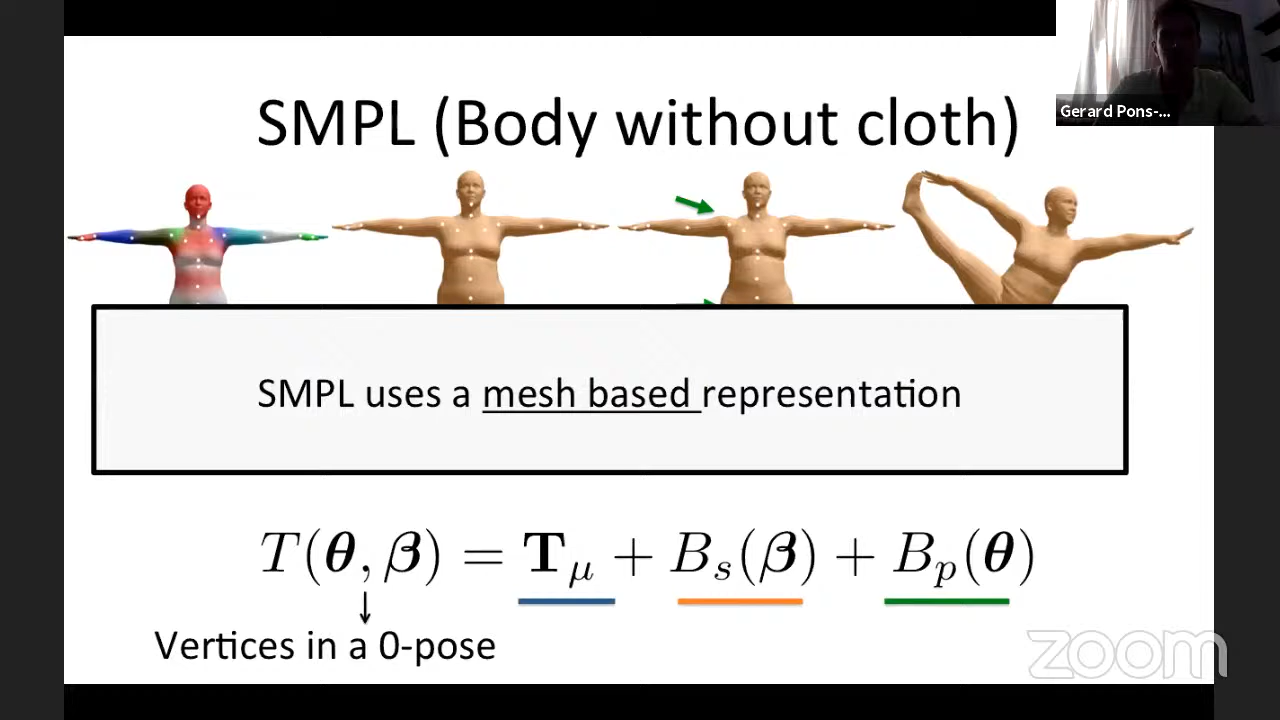 SMPL (Body without cloth)
Gerard Pons-...
SMPL uses a mesh based representation
T(θ, β) = T_μ + B_s(β) + B_p(θ)
Vertices in a 0-pose
zoom